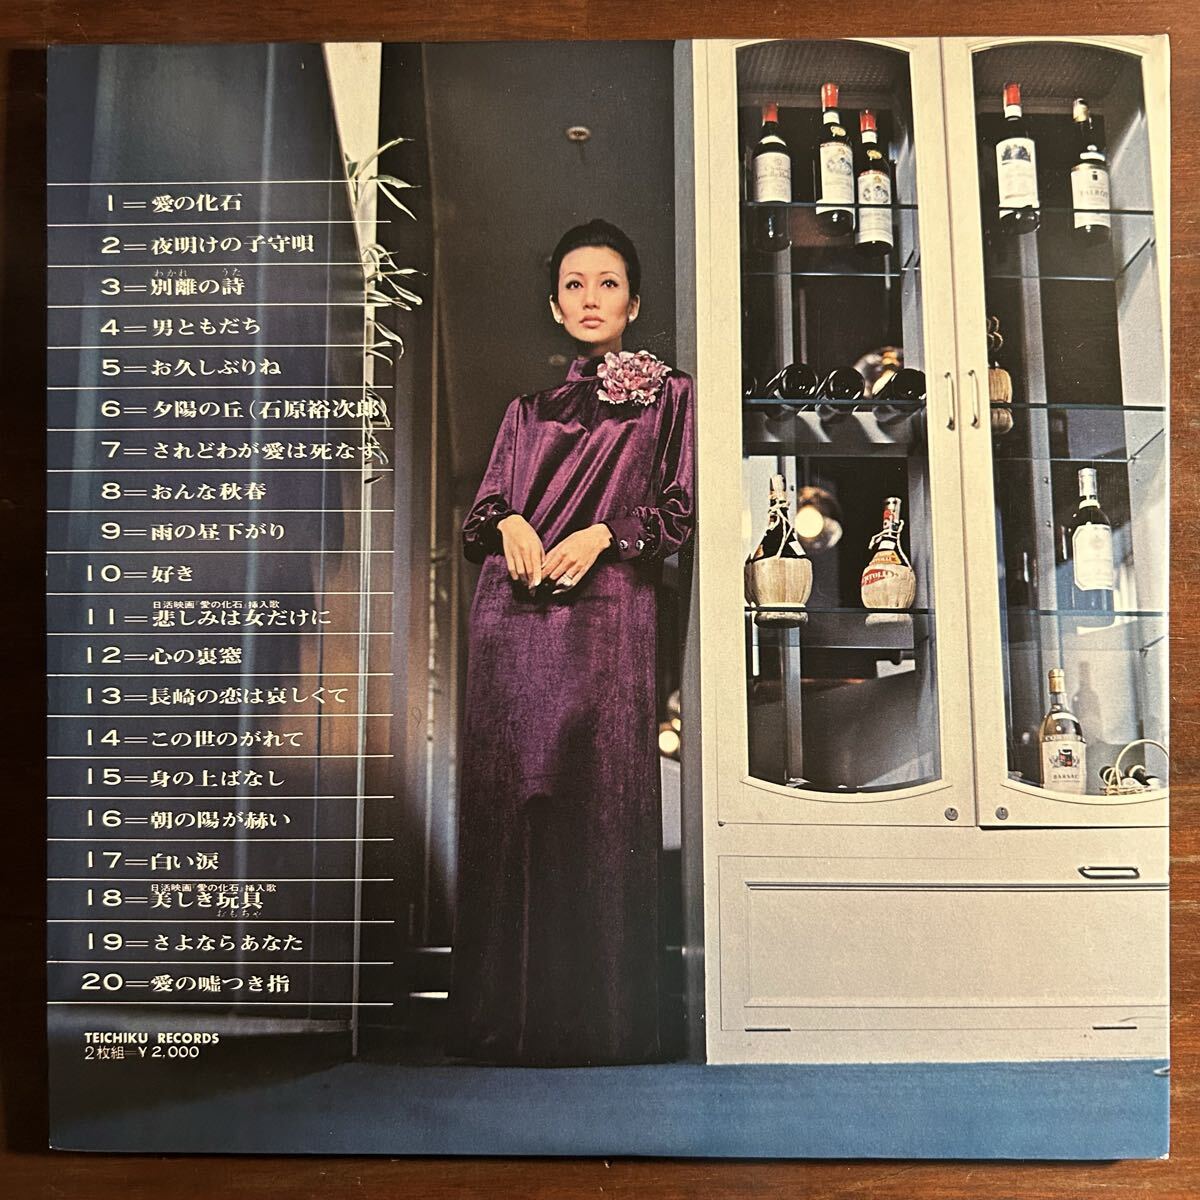 1=愛の化石
2=夜明けの子守唄
わかれ うた
3=別離の詩
4=男ともだち
5=お久しぶりね
6=夕陽の丘(石原裕次郎)
7=されどわが愛は死なず
8=おんな秋春
9=雨の昼下がり
10=好き
日活映画「愛の化石」挿入歌
11=悲しみは女だけに
12=心の裏窓
13=長崎の恋は哀しくて
14=この世のがれて
15=身の上ばなし
16=朝の陽が赫い
17=白い涙
日活映画「愛の化石」挿入歌
18=美しき玩具
おもちゃ
19=さよならあなた
20=愛の嘘つき指
TEICHIKU RECORDS
2枚組=¥2,000
BARSAC